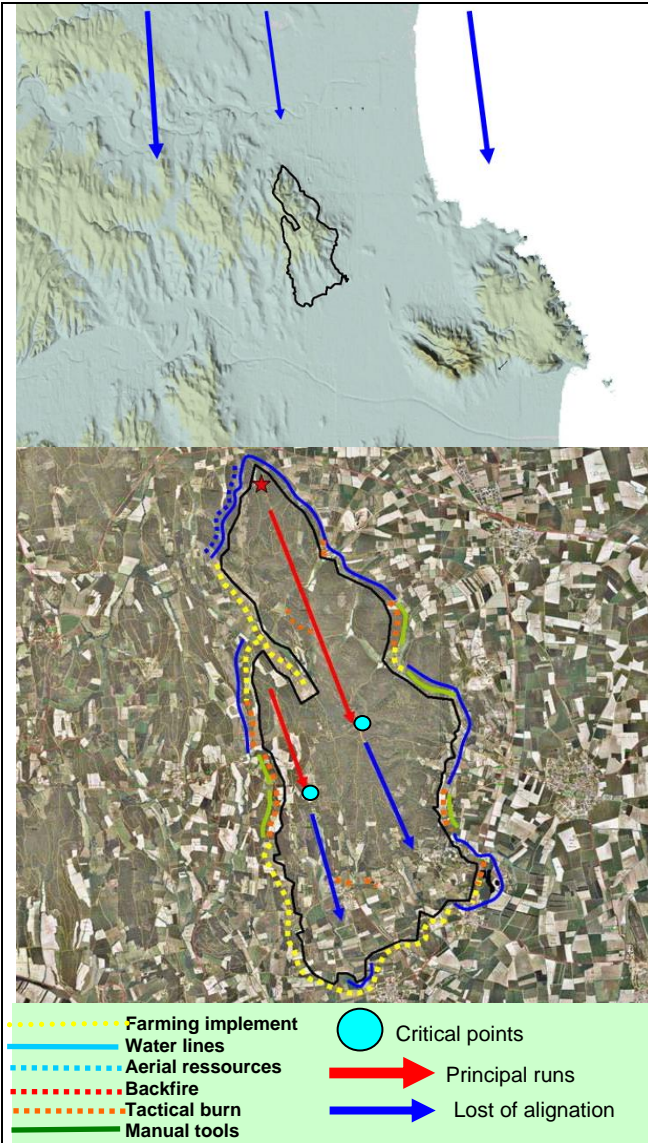 Farming implement
Water lines
Aerial ressources
Backfire
Tactical burn
Manual tools
Critical points
Principal runs
Lost of alignation